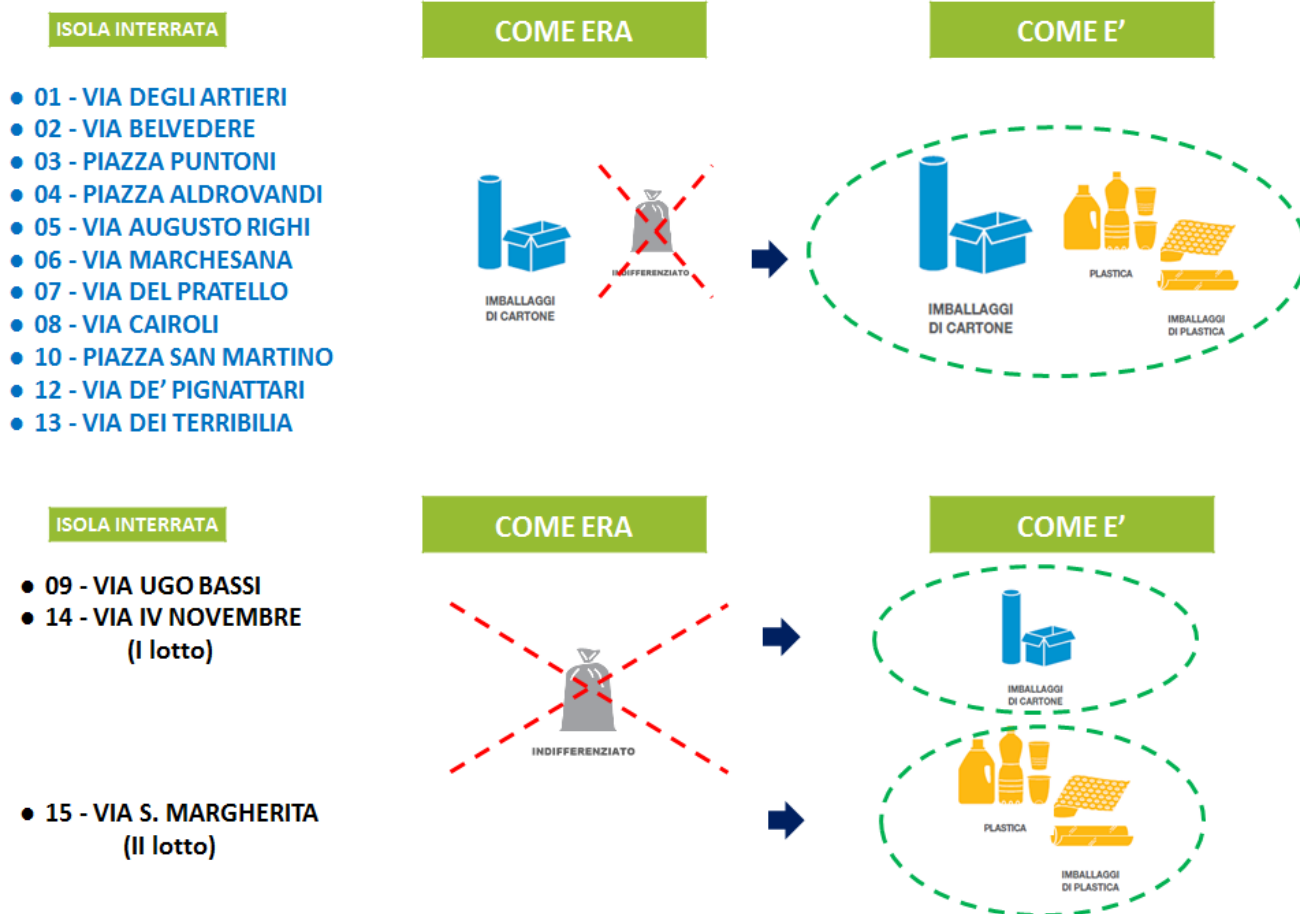 ISOLA INTERRATA
COME ERA
COME E'
● 01 - VIA DEGLI ARTIERI
● 02 - VIA BELVEDERE
● 03 - PIAZZA PUNTONI
● 04 - PIAZZA ALDROVANDI
● 05 - VIA AUGUSTO RIGHI
● 06 - VIA MARCHESANA
● 07 - VIA DEL PRATELLO
● 08 - VIA CAIROLI
● 10 - PIAZZA SAN MARTINO
● 12 - VIA DE' PIGNATTARI
● 13 - VIA DEI TERRIBILIA
IMBALLAGGI
DI CARTONE
INDIFFERENZIATO
IMBALLAGGI
DI CARTONE
PLASTICA
IMBALLAGGI
DI PLASTICA
ISOLA INTERRATA
COME ERA
COME E'
● 09 - VIA UGO BASSI
● 14 - VIA IV NOVEMBRE
(I lotto)
INDIFFERENZIATO
IMBALLAGGI
DI CARTONE
● 15 - VIA S. MARGHERITA
(II lotto)
PLASTICA
IMBALLAGGI
DI PLASTICA